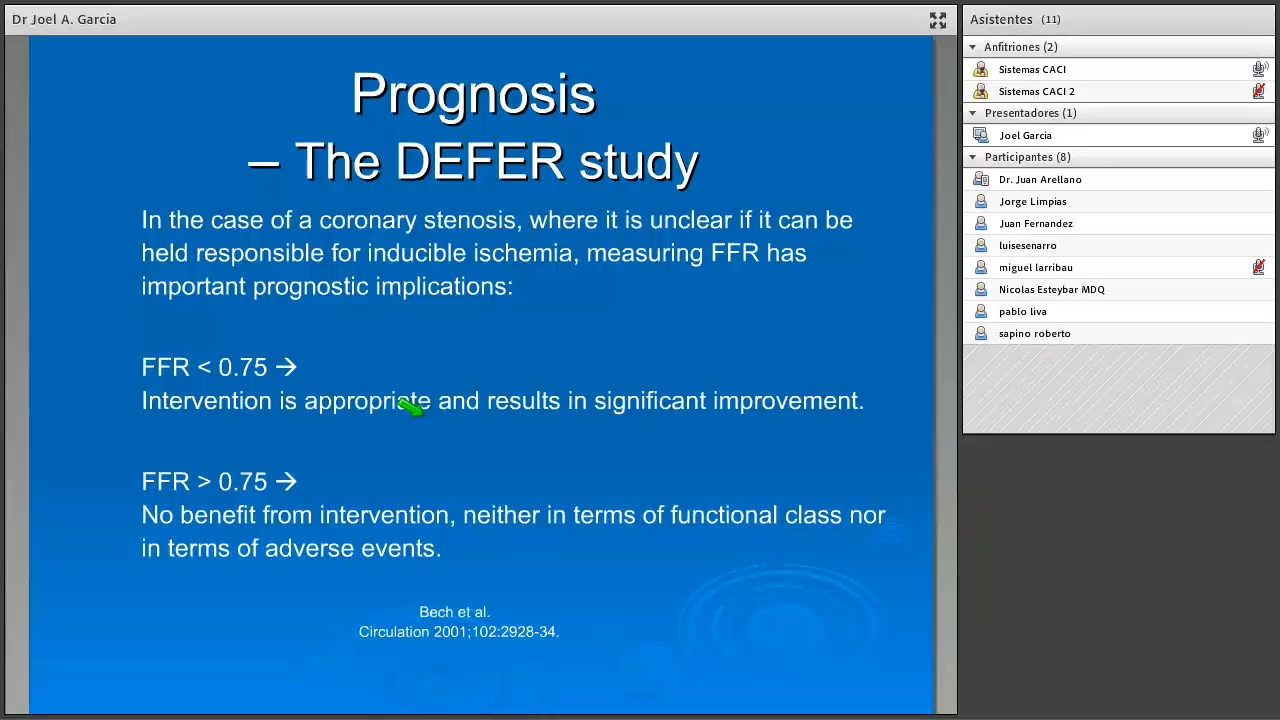 Dr Joel A. Garcia
Prognosis
– The DEFER study
In the case of a coronary stenosis, where it is unclear if it can be
held responsible for inducible ischemia, measuring FFR has
important prognostic implications:
FFR < 0.75 →
Intervention is appropriate and results in significant improvement.
FFR > 0.75 →
No benefit from intervention, neither in terms of functional class nor
in terms of adverse events.
Bech et al.
Circulation 2001;102:2928-34.
Asistentes (11)
Anfitriones (2)
Sistemas CACI
Sistemas CACI 2
Presentadores (1)
Joel Garcia
Participantes (8)
Dr. Juan Arellano
Jorge Limpias
Juan Fernandez
luisesenarro
miguel larribau
Nicolas Esteybar MDQ
pablo liva
sapino roberto